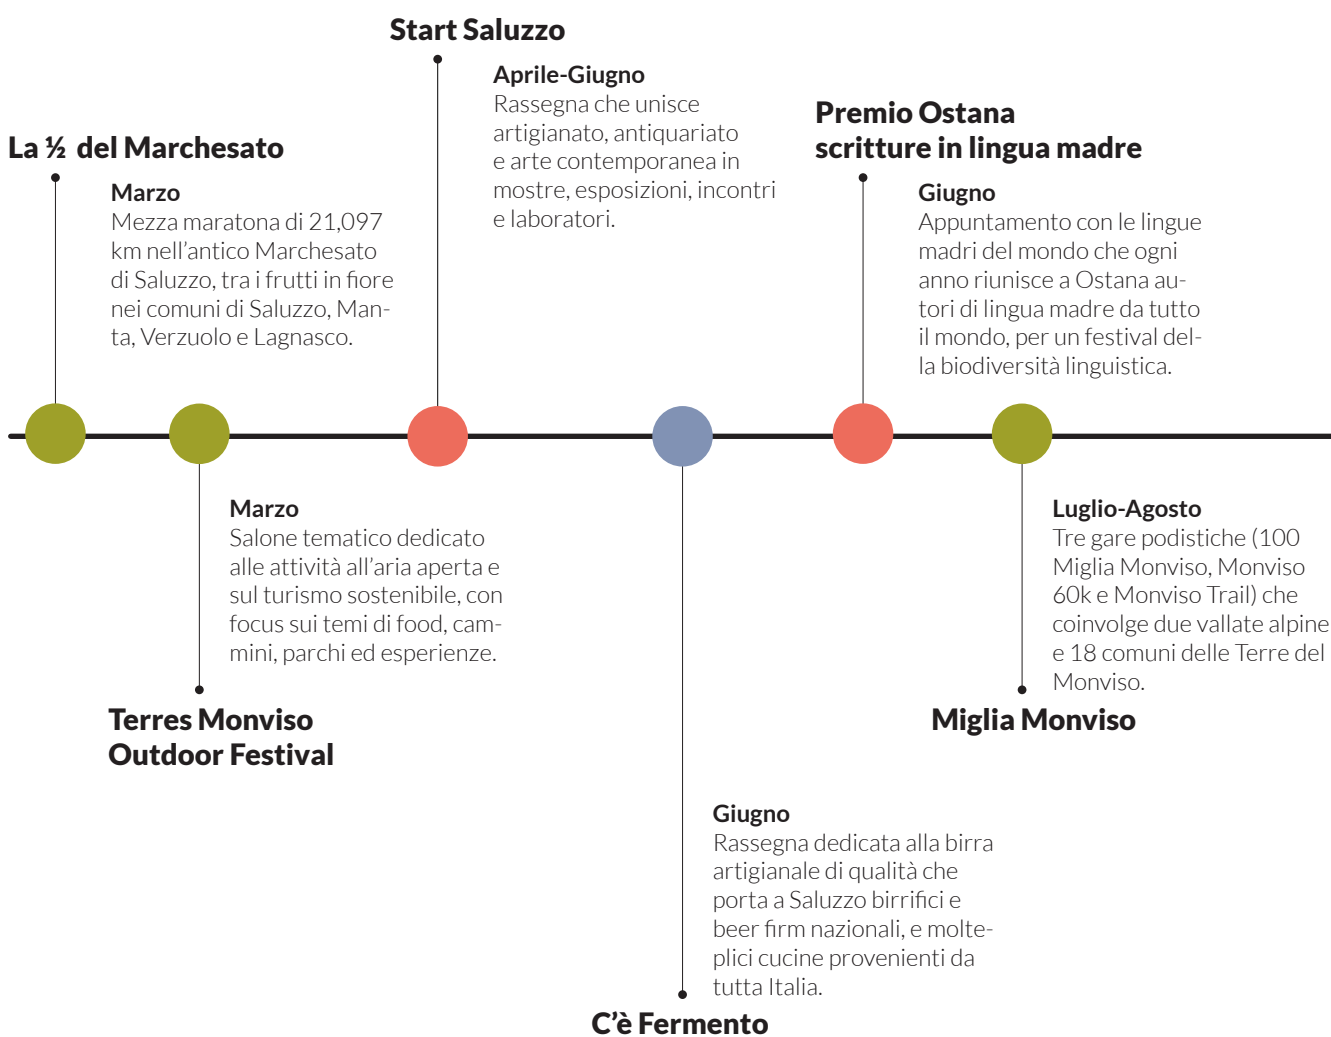 Start Saluzzo
Aprile-Giugno
Rassegna che unisce
artigianato, antiquariato
e arte contemporanea in
mostre, esposizioni, incontri
e laboratori.
La ½ del Marchesato
Marzo
Mezza maratona di 21,097
km nell’antico Marchesato
di Saluzzo, tra i frutti in fiore
nei comuni di Saluzzo, Man-
ta, Verzuolo e Lagnasco.
Premio Ostana
scritture in lingua madre
Giugno
Appuntamento con le lingue
madri del mondo che ogni
anno riunisce a Ostana au-
tori di lingua madre da tutto
il mondo, per un festival del-
la biodiversità linguistica.
Marzo
Salone tematico dedicato
alle attività all’aria aperta e
sul turismo sostenibile, con
focus sui temi di food, cam-
mini, parchi ed esperienze.
Terres Monviso
Outdoor Festival
Luglio-Agosto
Tre gare podistiche (100
Miglia Monviso, Monviso
60k e Monviso Trail) che
coinvolge due vallate alpine
e 18 comuni delle Terre del
Monviso.
Miglia Monviso
Giugno
Rassegna dedicata alla birra
artigianale di qualità che
porta a Saluzzo birrifici e
beer firm nazionali, e molte-
plici cucine provenienti da
tutta Italia.
C’è Fermento